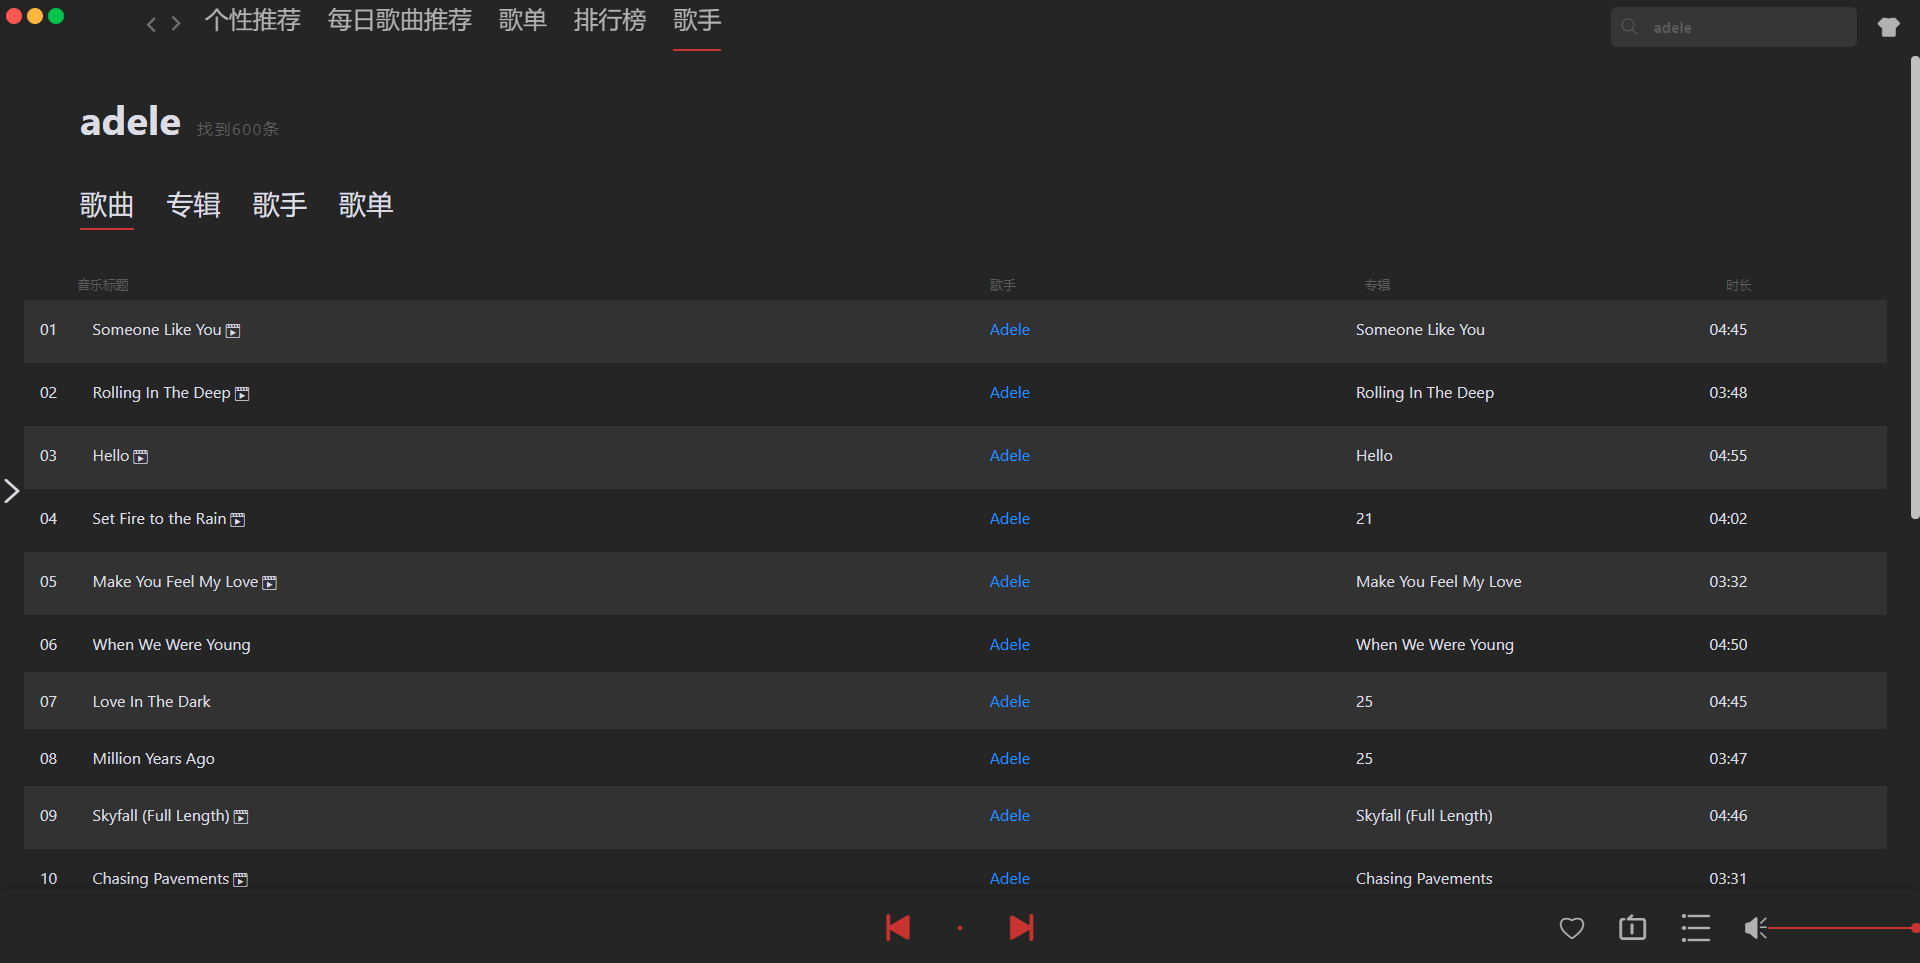 个性推荐 每日歌曲推荐 歌单 排行榜 歌手 adele
adele 找到600条
歌曲 专辑 歌手 歌单
音乐标题 歌手 专辑 时长
01 Someone Like You Adele Someone Like You 04:45
02 Rolling In The Deep Adele Rolling In The Deep 03:48
03 Hello Adele Hello 04:55
04 Set Fire to the Rain Adele 21 04:02
05 Make You Feel My Love Adele Make You Feel My Love 03:32
06 When We Were Young Adele When We Were Young 04:50
07 Love In The Dark Adele 25 04:45
08 Million Years Ago Adele 25 03:47
09 Skyfall (Full Length) Adele Skyfall (Full Length) 04:46
10 Chasing Pavements Adele Chasing Pavements 03:31